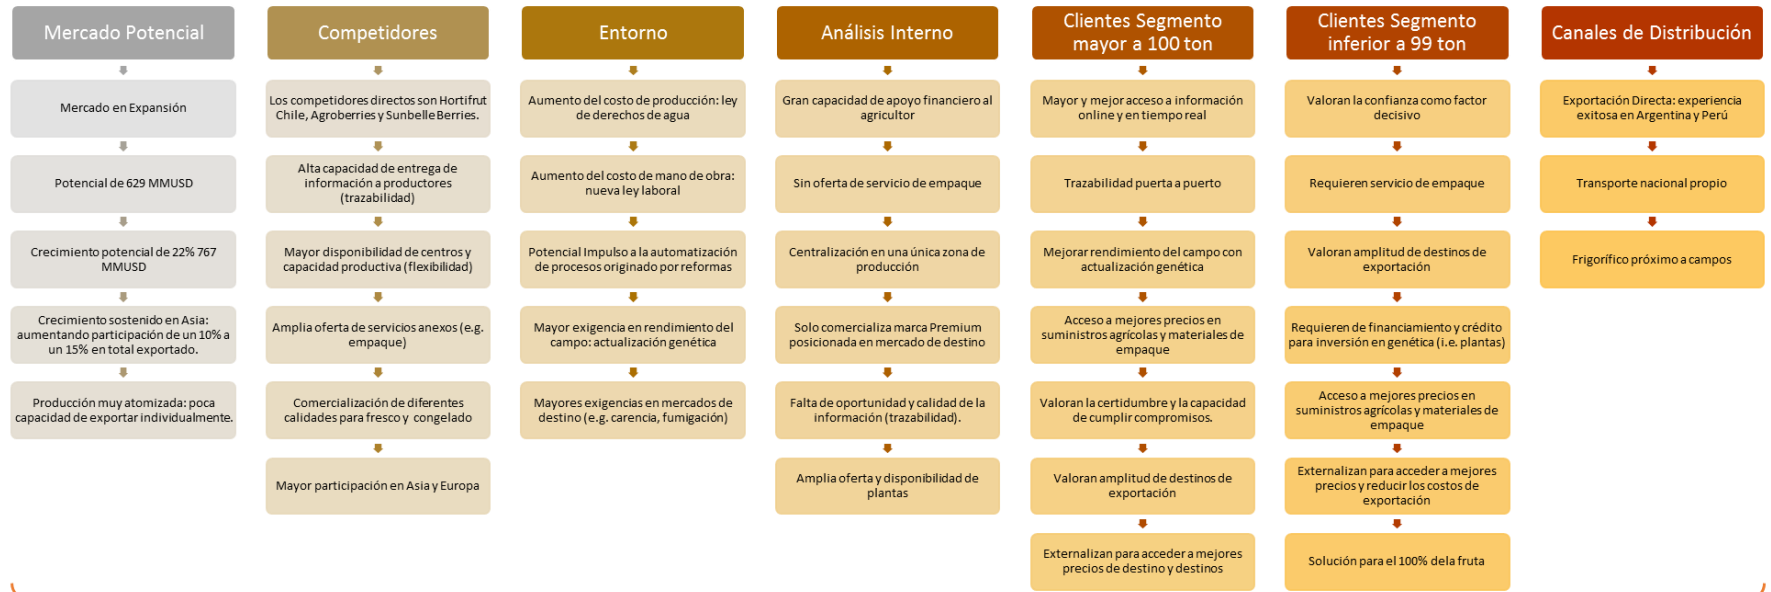 Mercado Potencial
Mercado en Expansión
Potencial de 629 MMUSD
Crecimiento potencial de 22% 767
MMUSD
Crecimiento sostenido en Asia:
aumentando participación de un 10% a
un 15% en total exportado.
Producción muy atomizada: poca
capacidad de exportar individualmente.
Competidores
Los competidores directos son Hortifrut
Chile, Agroberries y Sunbelle Berries.
Alta capacidad de entrega de
información a productores
(trazabilidad)
Mayor disponibilidad de centros y
capacidad productiva (flexibilidad)
Amplia oferta de servicios anexos (e.g.
empaque)
Comercialización de diferentes
calidades para fresco y congelado
Mayor participación en Asia y Europa
Entorno
Aumento del costo de producción: ley
de derechos de agua
Aumento del costo de mano de obra:
nueva ley laboral
Potencial Impulso a la automatización
de procesos originado por reformas
Mayor exigencia en rendimiento del
campo: actualización genética
Mayores exigencias en mercados de
destino (e.g. carencia, fumigación)
Análisis Interno
Gran capacidad de apoyo financiero al
agricultor
Sin oferta de servicio de empaque
Centralización en una única zona de
producción
Solo comercializa marca Premium
posicionada en mercado de destino
Falta de oportunidad y calidad de la
información (trazabilidad).
Amplia oferta y disponibilidad de
plantas
Clientes Segmento
mayor a 100 ton
Mayor y mejor acceso a información
online y en tiempo real
Trazabilidad puerta a puerto
Mejorar rendimiento del campo con
actualización genética
Acceso a mejores precios en
suministros agrícolas y materiales de
empaque
Valoran la certidumbre y la capacidad
de cumplir compromisos.
Valoran amplitud de destinos de
exportación
Externalizan para acceder a mejores
precios de destino y destinos
Clientes Segmento
inferior a 99 ton
Valoran la confianza como factor
decisivo
Requieren servicio de empaque
Valoran amplitud de destinos de
exportación
Requieren de financiamiento y crédito
para inversión en genética (i.e. plantas)
Acceso a mejores precios en
suministros agrícolas y materiales de
empaque
Externalizan para acceder a mejores
precios y reducir los costos de
exportación
Solución para el 100% dela fruta
Canales de Distribución
Exportación Directa: experiencia
exitosa en Argentina y Perú
Transporte nacional propio
Frigorífico próximo a campos